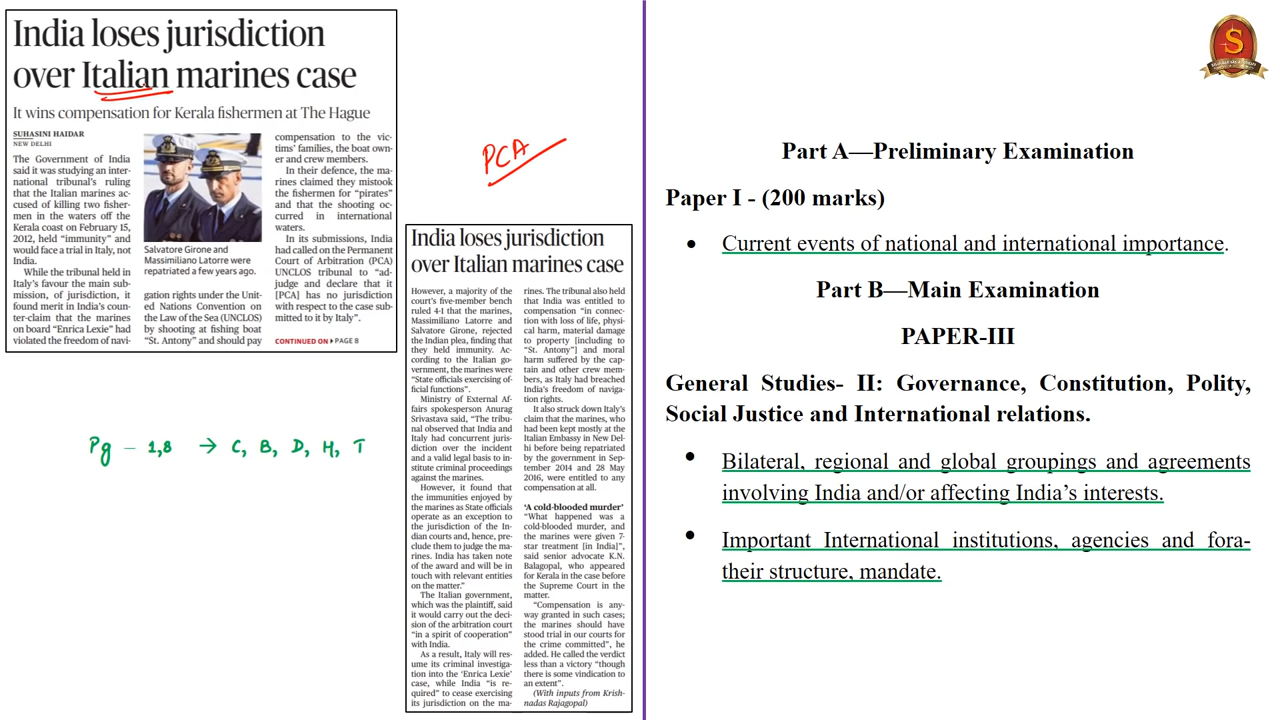 India loses jurisdiction
over Italian marines case
It wins compensation for Kerala fishermen at The Hague
SUHASINI HAIDAR
NEW DELHI
The Government of India
said it was studying an inter-
national tribunal's ruling
that the Italian marines ac-
cused of killing two fisher-
men in the waters off the
Kerala coast on February 15,
2012, held "immunity" and
would face a trial in Italy, not
India.
While the tribunal held in
Italy's favour the main sub-
mission, of jurisdiction, it
found merit in India's coun-
ter-claim that the marines
on board "Enrica Lexie" had
violated the freedom of navi-
Salvatore Girone and
Massimiliano Latorre were
repatriated a few years ago.
gation rights under the Unit-
ed Nations Convention on
the Law of the Sea (UNCLOS)
by shooting at fishing boat
"St. Antony" and should pay
compensation to the vic-
tims' families, the boat own-
er and crew members.
In their defence, the ma-
rines claimed they mistook
the fishermen for "pirates"
and that the shooting oc-
curred in international
waters.
In its submissions, India
had called on the Permanent
Court of Arbitration (PCA)
UNCLOS tribunal to "ad-
judge and declare that it
[PCA] has no jurisdiction
with respect to the case sub-
mitted to it by Italy".
CONTINUED ON PAGE 8
Pg - 1,8 → C, B, D, H, T
PCA
India loses jurisdiction
over Italian marines case
However, a majority of the
court's five-member bench
ruled 4-1 that the marines,
Massimiliano Latorre and
Salvatore Girone, rejected
the Indian plea, finding that
they held immunity. Ac-
cording to the Italian go-
vernment, the marines were
"State officials exercising of-
ficial functions".
Ministry of External Af-
fairs spokesperson Anurag
Srivastava said, "The tribu-
nal observed that India and
Italy had concurrent juris-
diction over the incident
and a valid legal basis to in-
stitute criminal proceedings
against the marines.
However, it found that
the immunities enjoyed by
the marines as State officials
operate as an exception to
the jurisdiction of the In-
dian courts and, hence, pre-
clude them to judge the ma-
rines. India has taken note
of the award and will be in
touch with relevant entities
on the matter."
The Italian government,
which was the plaintiff, said
it would carry out the deci-
sion of the arbitration court
"in a spirit of cooperation"
with India.
As a result, Italy will res-
ume its criminal investiga-
tion into the 'Enrica Lexie'
case, while India "is re-
quired" to cease exercising
its jurisdiction on the ma-
rines. The tribunal also held
that India was entitled to
compensation "in connec-
tion with loss of life, physi-
cal harm, material damage
to property [including to
"St. Antony"] and moral
harm suffered by the cap-
tain and other crew mem-
bers, as Italy had breached
India's freedom of naviga-
tion rights.
It also struck down Italy's
claim that the marines, who
had been kept mostly at the
Italian Embassy in New Del-
hi before being repatriated
by the government in Sep-
tember 2014 and 28 May
2016, were entitled to any
compensation at all.
'A cold-blooded murder'
"What happened was a
cold-blooded murder, and
the marines were given 7-
star treatment [in India]",
said senior advocate K.N.
Balagopal, who appeared
for Kerala in the case before
the Supreme Court in the
matter.
"Compensation is any-
way granted in such cases;
the marines should have
stood trial in our courts for
the crime committed", he
added. He called the verdict
less than a victory "though
there is some vindication to
an extent".
(With inputs from Krish-
nadas Rajagopal)
S
Part A—Preliminary Examination
Paper I - (200 marks)
• Current events of national and international importance.
Part B—Main Examination
PAPER-III
General Studies- II: Governance, Constitution, Polity,
Social Justice and International relations.
• Bilateral, regional and global groupings and agreements
involving India and/or affecting India's interests.
• Important International institutions, agencies and fora-
their structure, mandate.